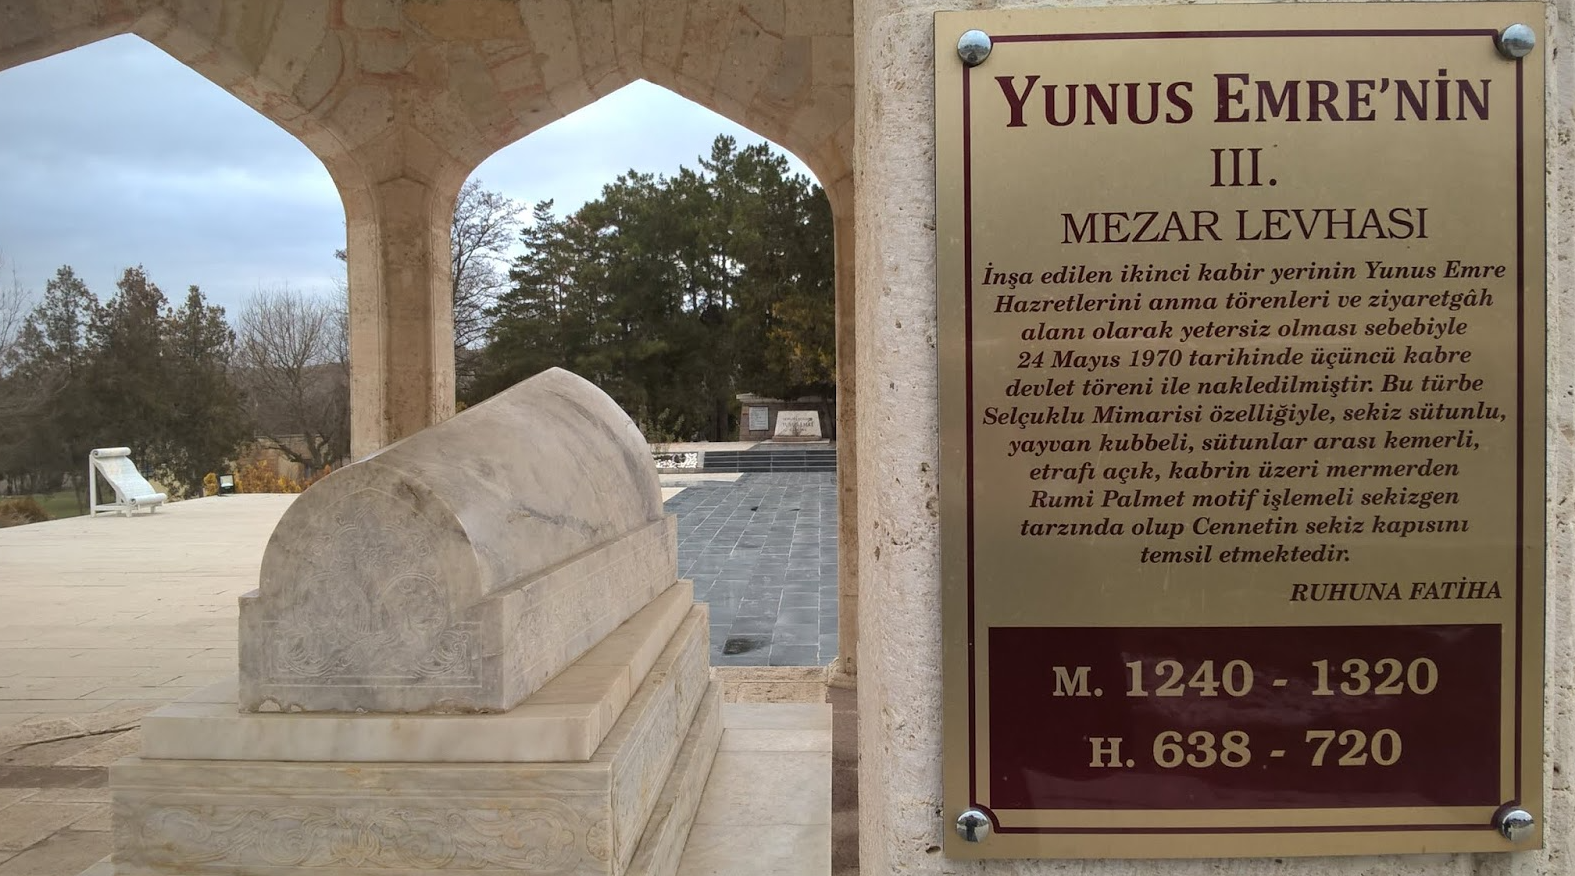 YUNUS EMRE'NİN
III.
MEZAR LEVHASI
İnşa edilen ikinci kabir yerinin Yunus Emre
Hazretlerini anma törenleri ve ziyaretgâh
alanı olarak yetersiz olması sebebiyle
24 Mayıs 1970 tarihinde üçüncü kabre
devlet töreni ile nakledilmiştir. Bu türbe
Selçuklu Mimarisi özelliğiyle, sekiz sütunlu,
yayvan kubbeli, sütunlar arası kemerli,
etrafı açık, kabrin üzeri mermerden
Rumi Palmet motif işlemeli sekizgen
tarzında olup Cennetin sekiz kapısını
temsil etmektedir.
RUHUNA FATİHA
M. 1240 - 1320
H. 638 - 720